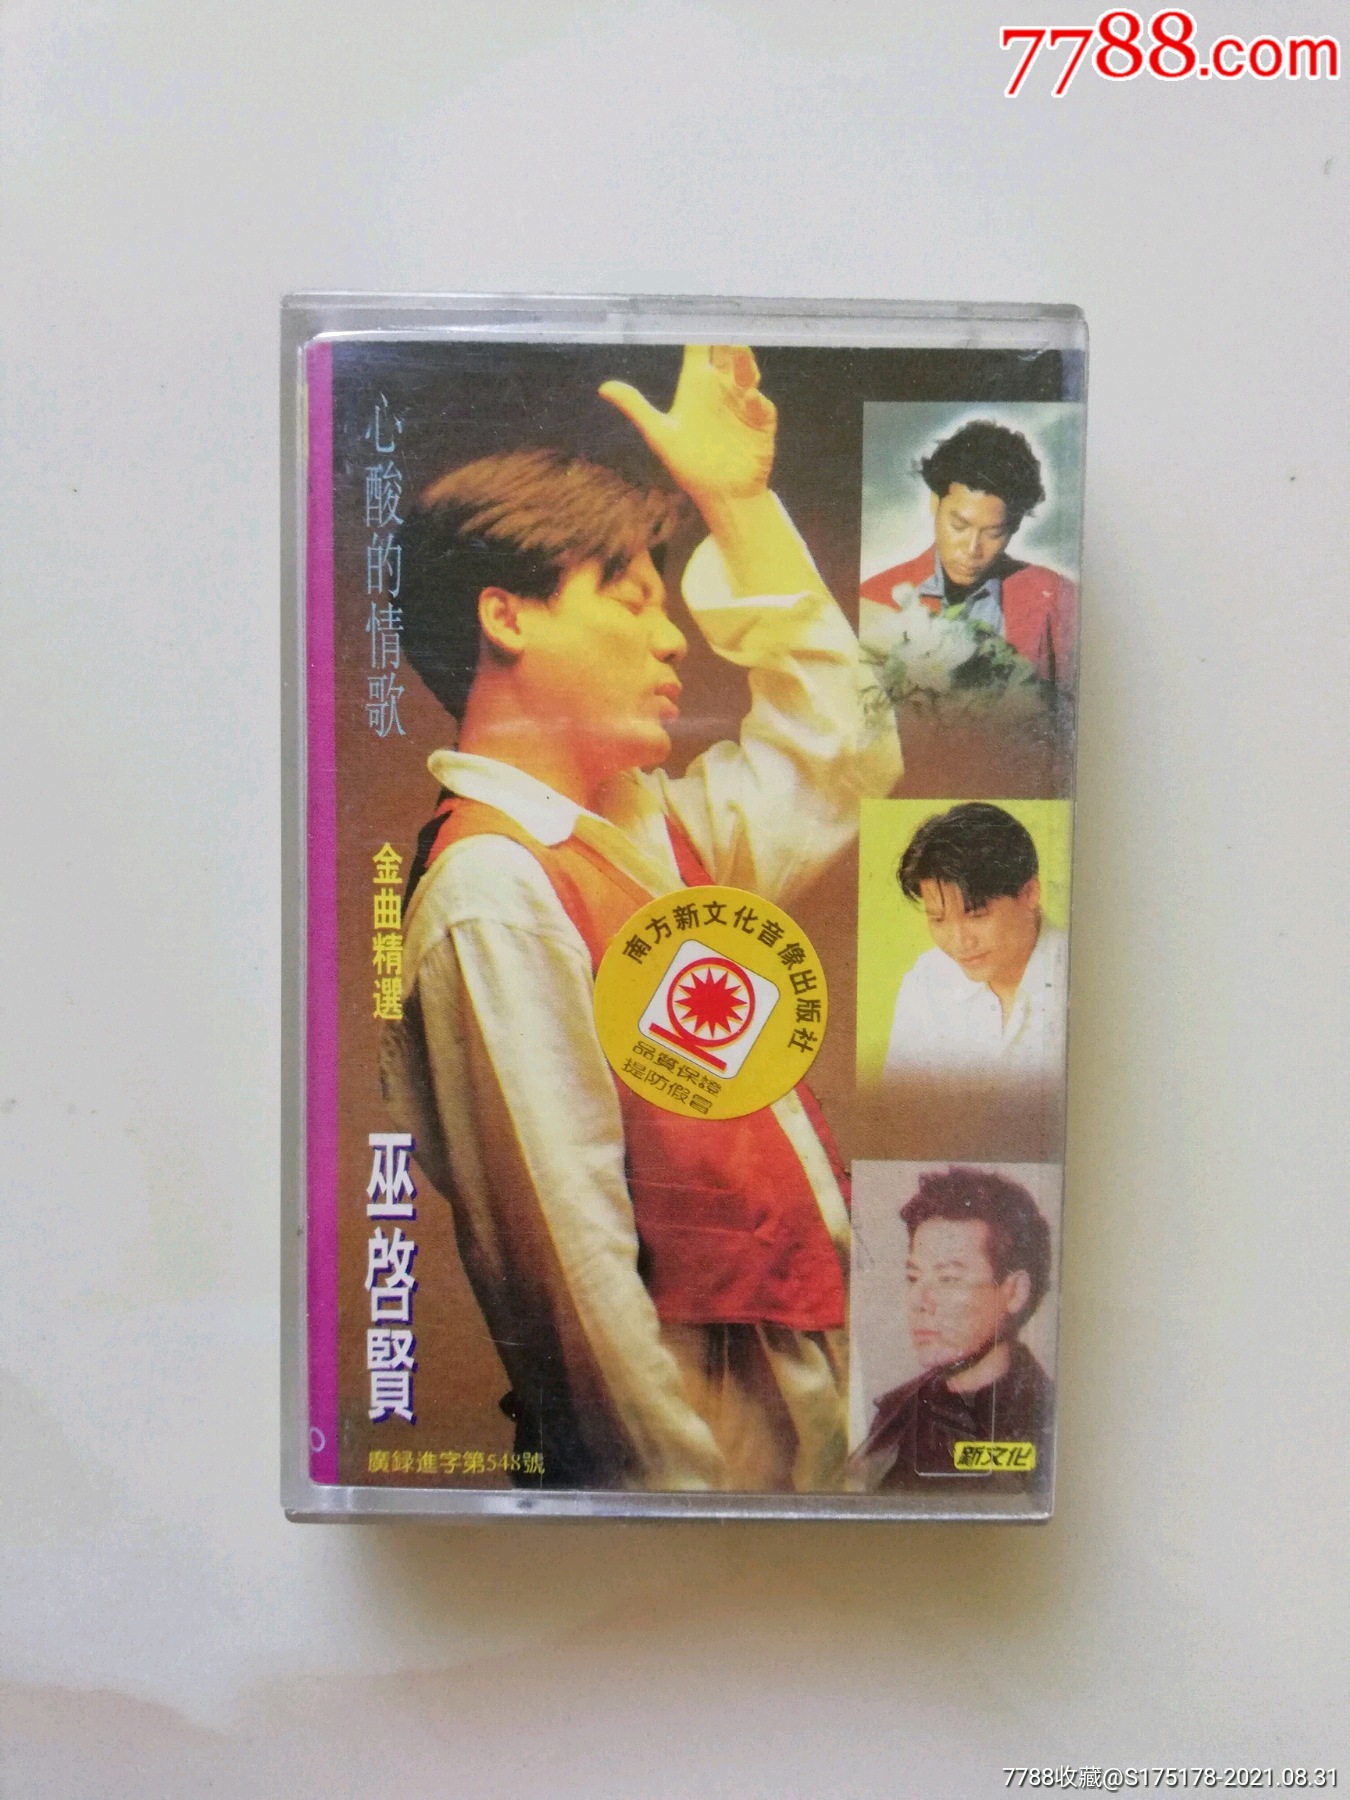 7788.com
心酸的情歌
金曲精選
巫啓賢
南方新文化音像出版社
品質保證
提防假冒
廣録進字第548號
新文化
7788收藏@S175178-2021.08.31